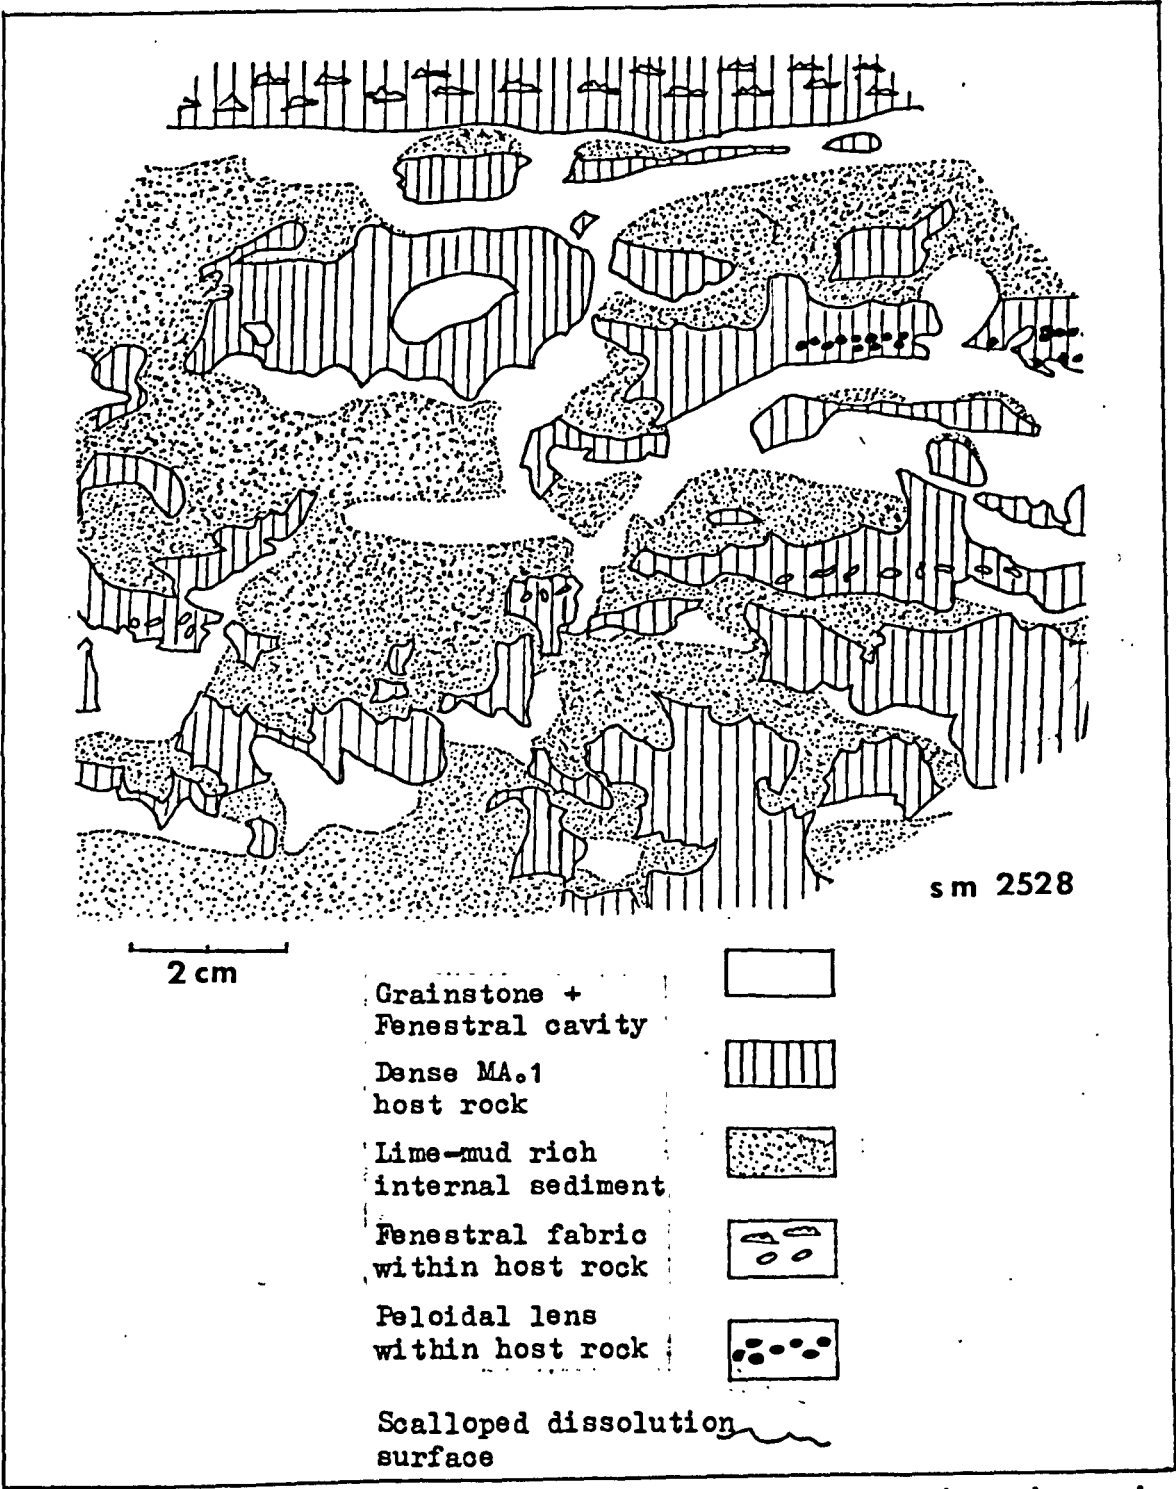 sm 2528
2 cm
Grainstone +
Fenestral cavity
Dense MA.1
host rock
Lime-mud rich
internal sediment
Fenestral fabric
within host rock
Peloidal lens
within host rock
Scalloped dissolution
surface